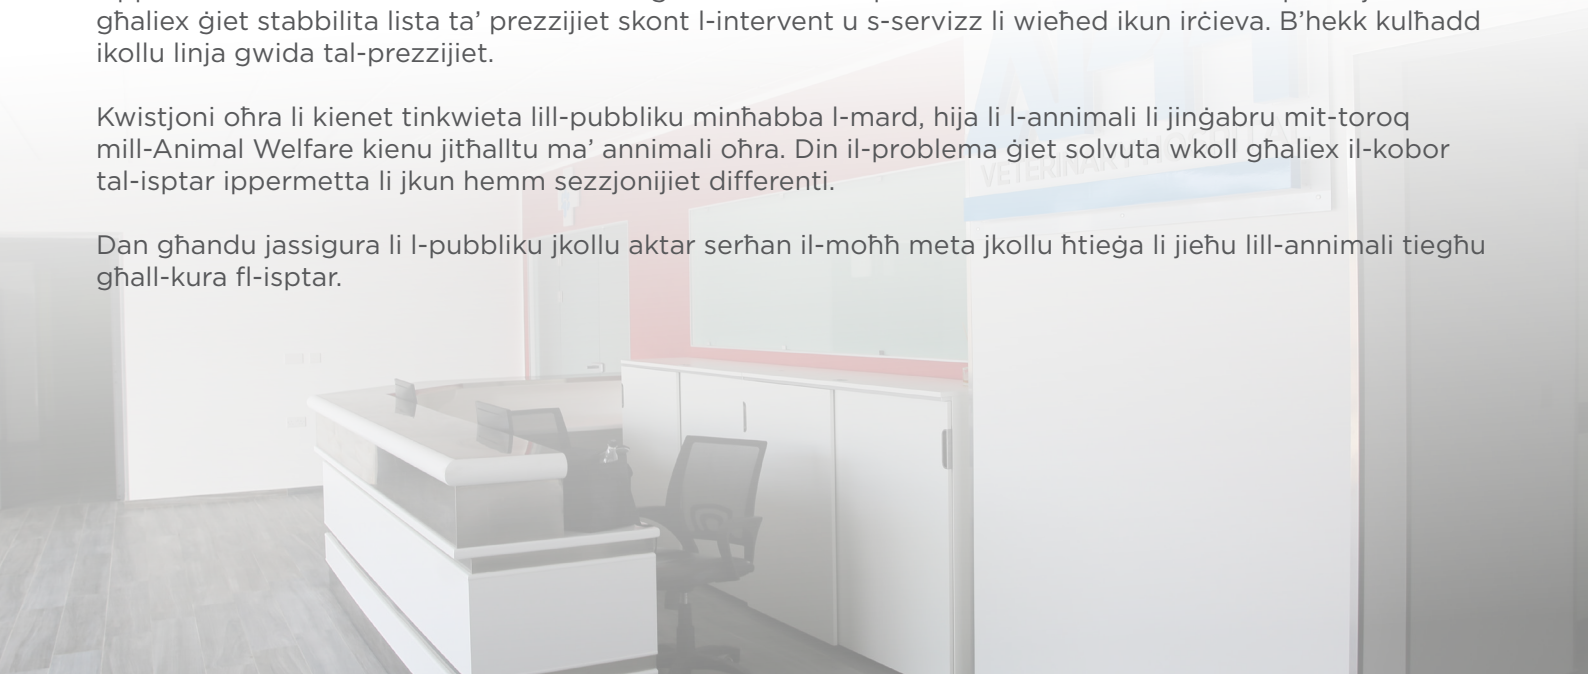 għaliex ġiet stabbilita lista ta’ prezzijiet skont l-intervent u s-servizz li wieħed ikun irċieva. B’hekk kulħadd
ikollu linja gwida tal-prezzijiet.
Kwistjoni oħra li kienet tinkwieta lill-pubbliku minħabba l-mard, hija li l-annimali li jinġabru mit-toroq
mill-Animal Welfare kienu jitħalltu ma’ annimali oħra. Din il-problema ġiet solvuta wkoll għaliex il-kobor
tal-isptar ippermetta li jkun hemm sezzjonijiet differenti.
Dan għandu jassigura li l-pubbliku jkollu aktar serħan il-moħħ meta jkollu ħtieġa li jieħu lill-annimali tiegħu
għall-kura fl-isptar.
VETERINARY HOSPITAL